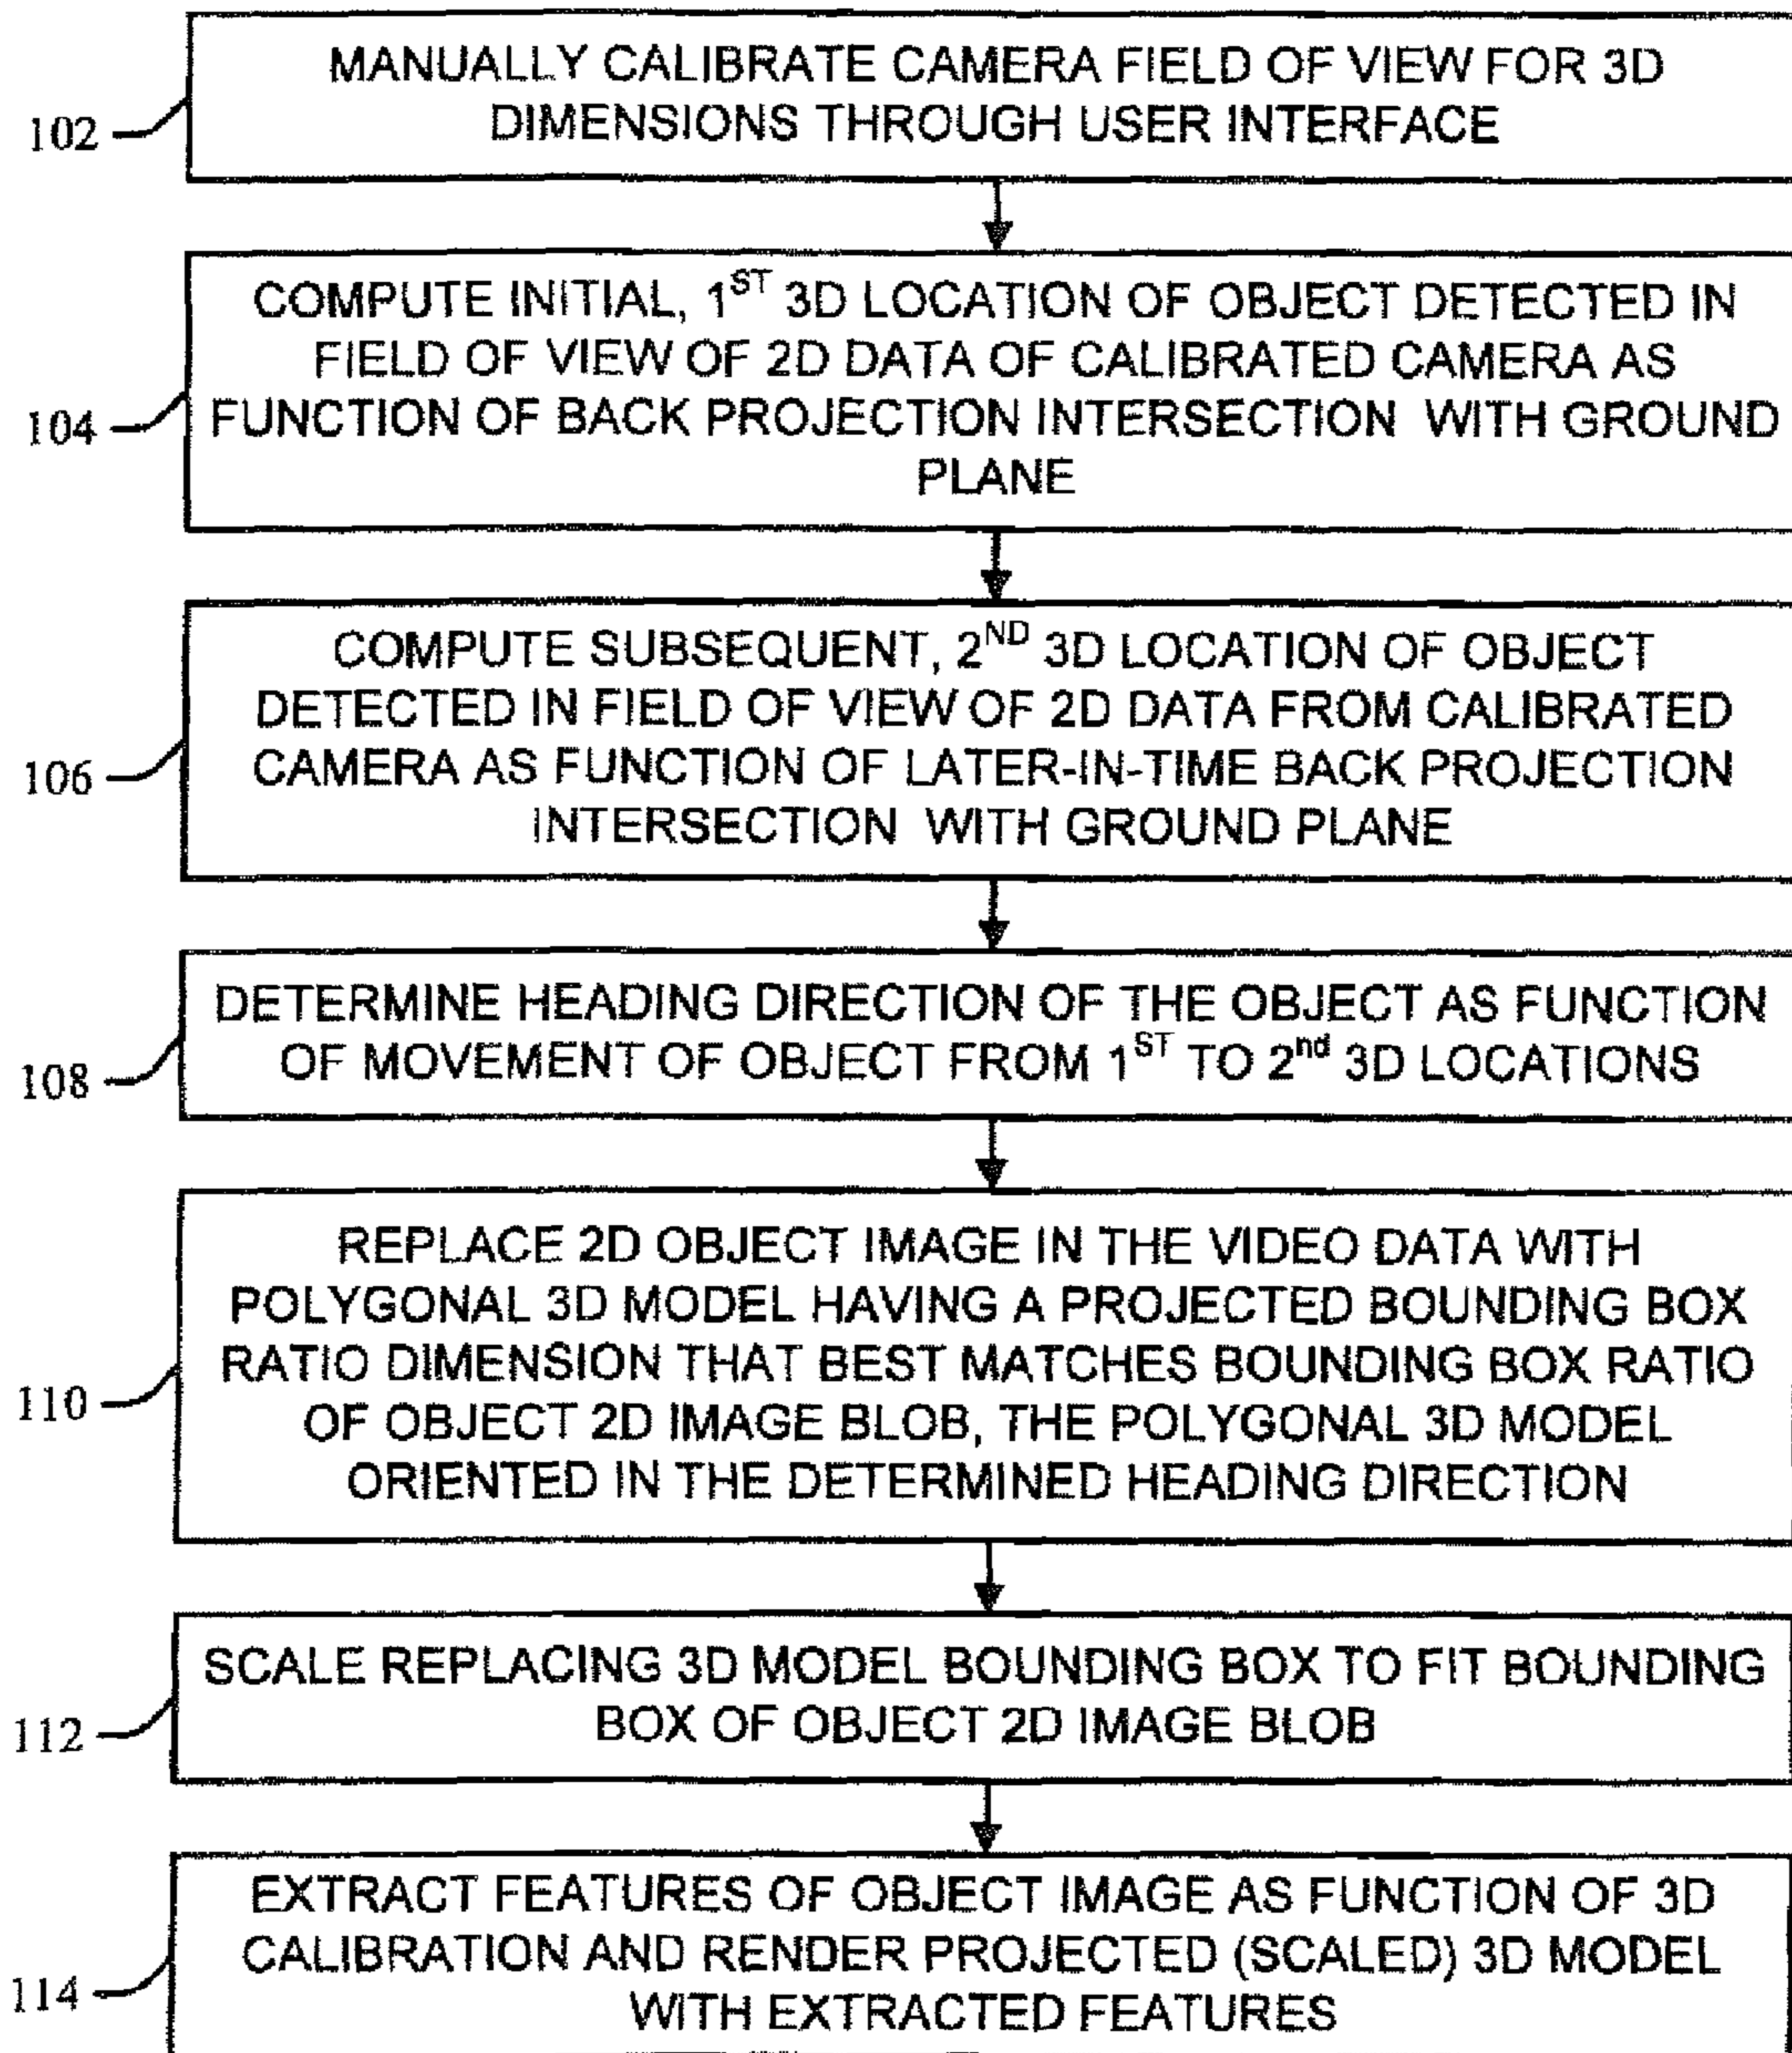 MANUALLY CALIBRATE CAMERA FIELD OF VIEW FOR 3D
DIMENSIONS THROUGH USER INTERFACE
102
COMPUTE INITIAL, 1ST 3D LOCATION OF OBJECT DETECTED IN
FIELD OF VIEW OF 2D DATA OF CALIBRATED CAMERA AS
FUNCTION OF BACK PROJECTION INTERSECTION WITH GROUND
PLANE
104
COMPUTE SUBSEQUENT, 2ND 3D LOCATION OF OBJECT
DETECTED IN FIELD OF VIEW OF 2D DATA FROM CALIBRATED
CAMERA AS FUNCTION OF LATER-IN-TIME BACK PROJECTION
INTERSECTION WITH GROUND PLANE
106
DETERMINE HEADING DIRECTION OF THE OBJECT AS FUNCTION
OF MOVEMENT OF OBJECT FROM 1ST TO 2nd 3D LOCATIONS
108
REPLACE 2D OBJECT IMAGE IN THE VIDEO DATA WITH
POLYGONAL 3D MODEL HAVING A PROJECTED BOUNDING BOX
RATIO DIMENSION THAT BEST MATCHES BOUNDING BOX RATIO
OF OBJECT 2D IMAGE BLOB, THE POLYGONAL 3D MODEL
ORIENTED IN THE DETERMINED HEADING DIRECTION
110
SCALE REPLACING 3D MODEL BOUNDING BOX TO FIT BOUNDING
BOX OF OBJECT 2D IMAGE BLOB
112
EXTRACT FEATURES OF OBJECT IMAGE AS FUNCTION OF 3D
CALIBRATION AND RENDER PROJECTED (SCALED) 3D MODEL
WITH EXTRACTED FEATURES
114